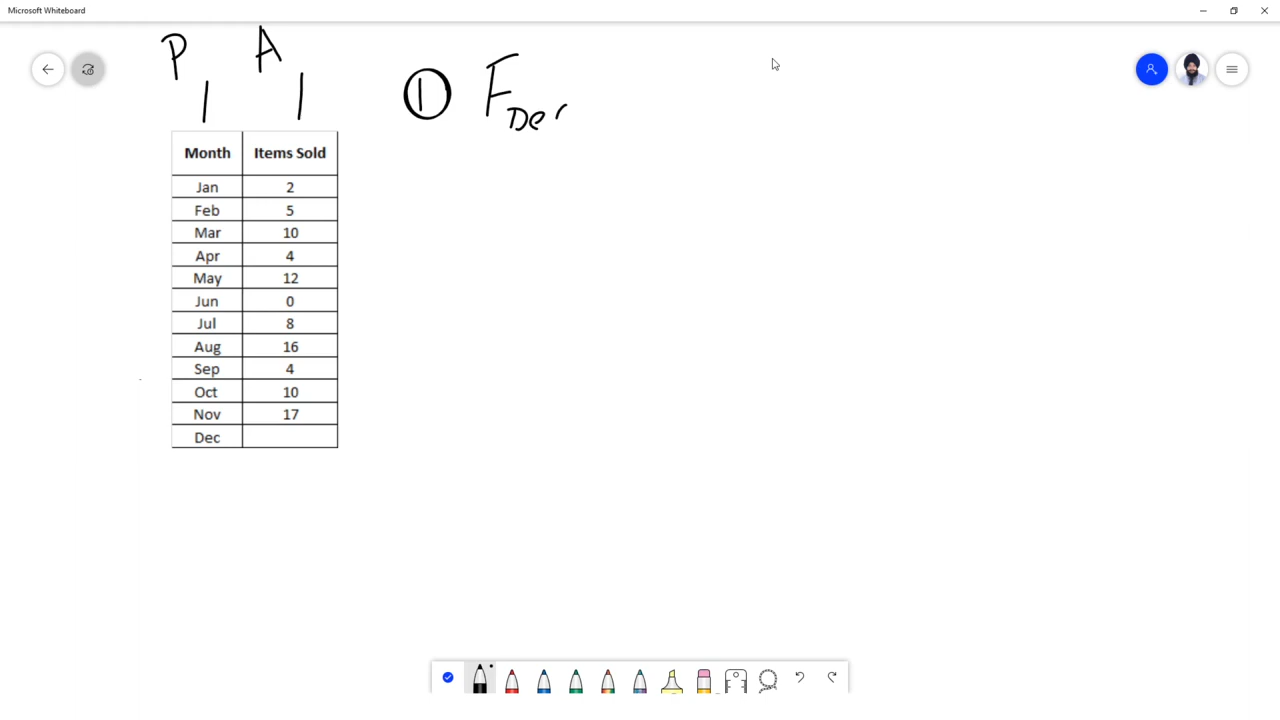 Microsoft Whiteboard
P A
① F
Month Items Sold
Jan 2
Feb 5
Mar 10
Apr 4
May 12
Jun 0
Jul 8
Aug 16
Sep 4
Oct 10
Nov 17
Dec